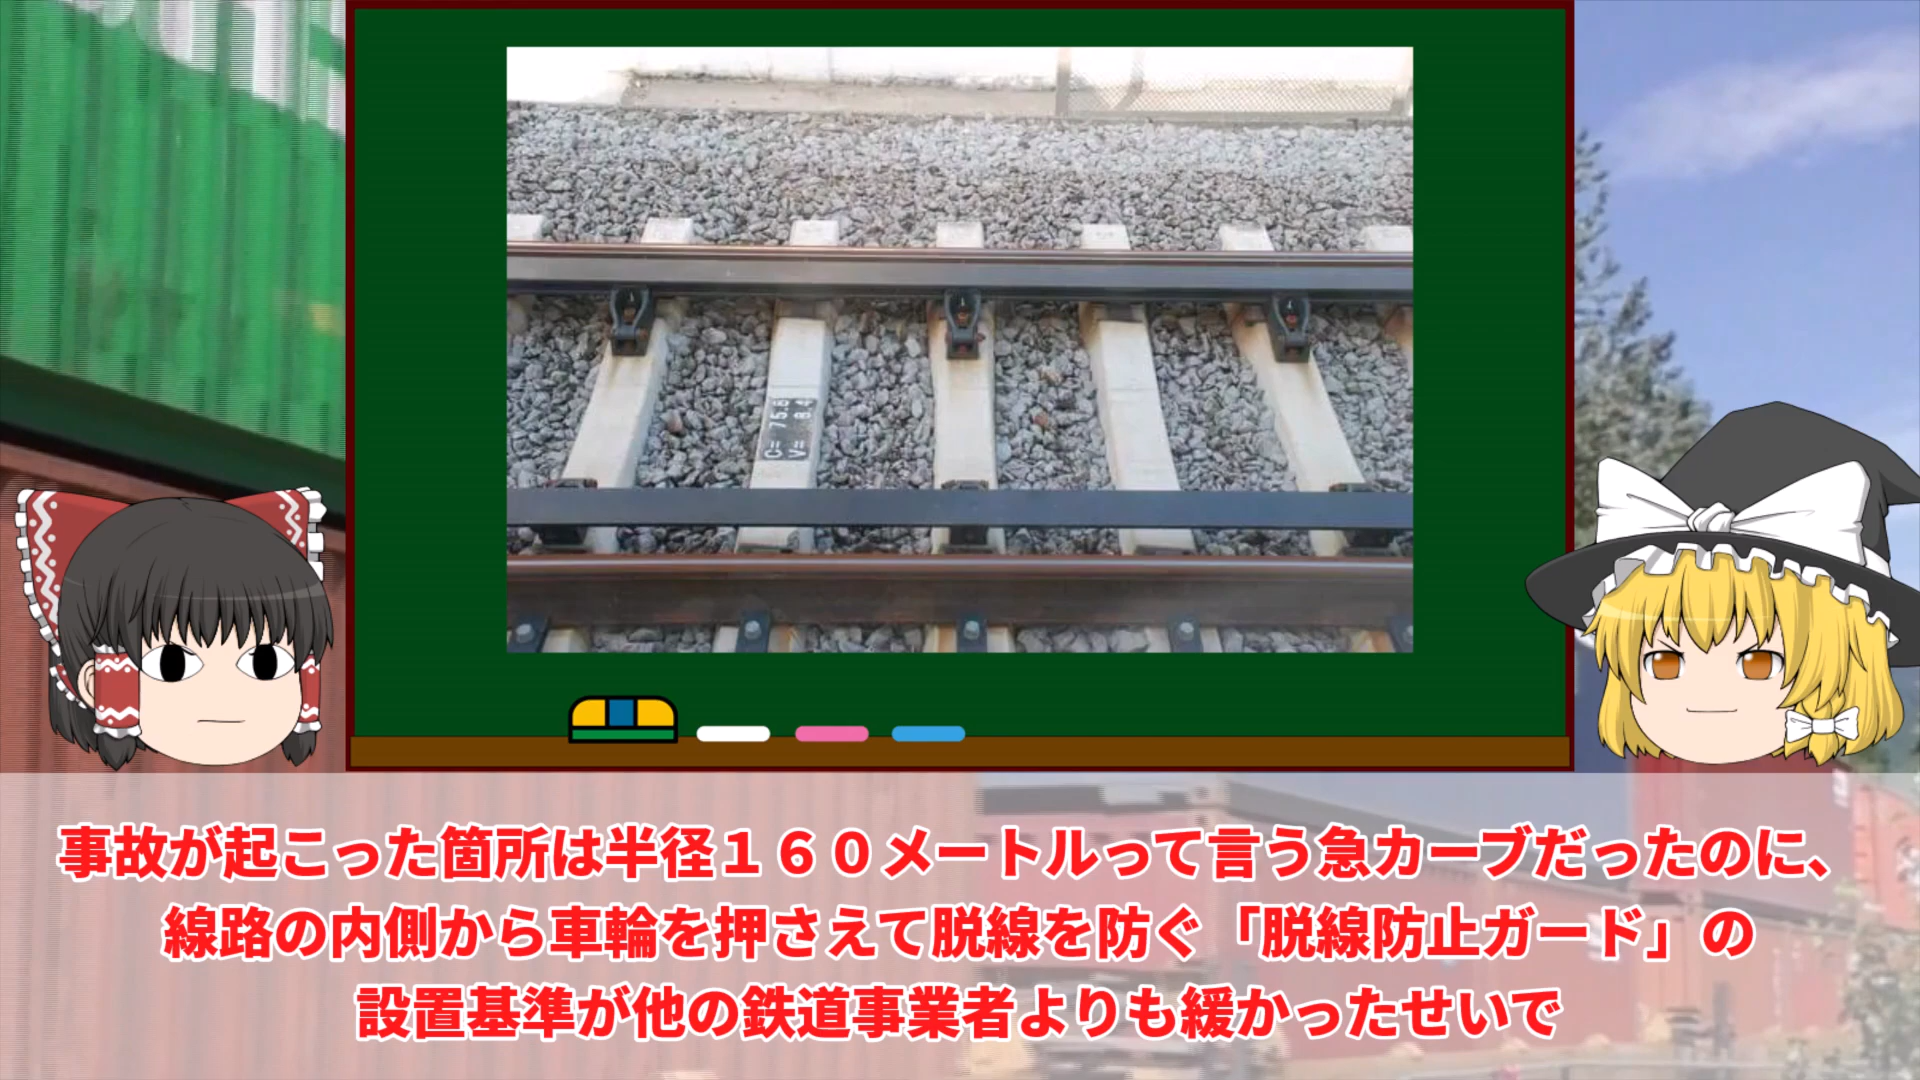 C= 75.8
V= 84
事故が起こった箇所は半径１６０メートルって言う急カーブだったのに、
線路の内側から車輪を押さえて脱線を防ぐ「脱線防止ガード」の
設置基準が他の鉄道事業者よりも緩かったせいで